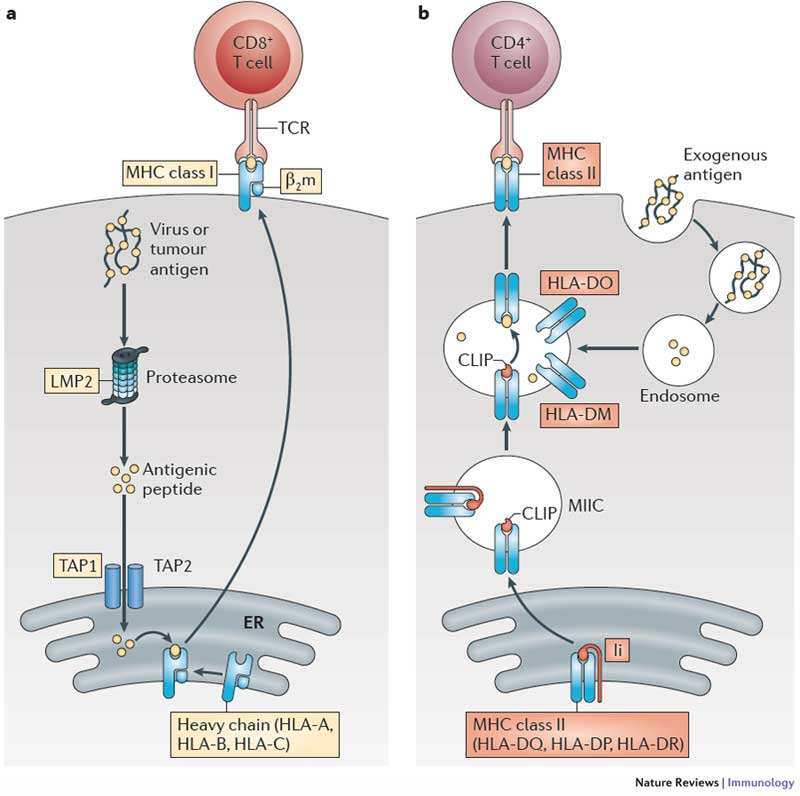 a
CD8⁺
T cell
TCR
MHC class I
β₂m
Virus or
tumour
antigen
LMP2
Proteasome
Antigenic
peptide
TAP1
TAP2
ER
Heavy chain (HLA-A,
HLA-B, HLA-C)
b
CD4⁺
T cell
MHC
class II
Exogenous
antigen
HLA-DO
CLIP
HLA-DM
Endosome
MIIC
CLIP
Ii
MHC class II
(HLA-DQ, HLA-DP, HLA-DR)
Nature Reviews | Immunology